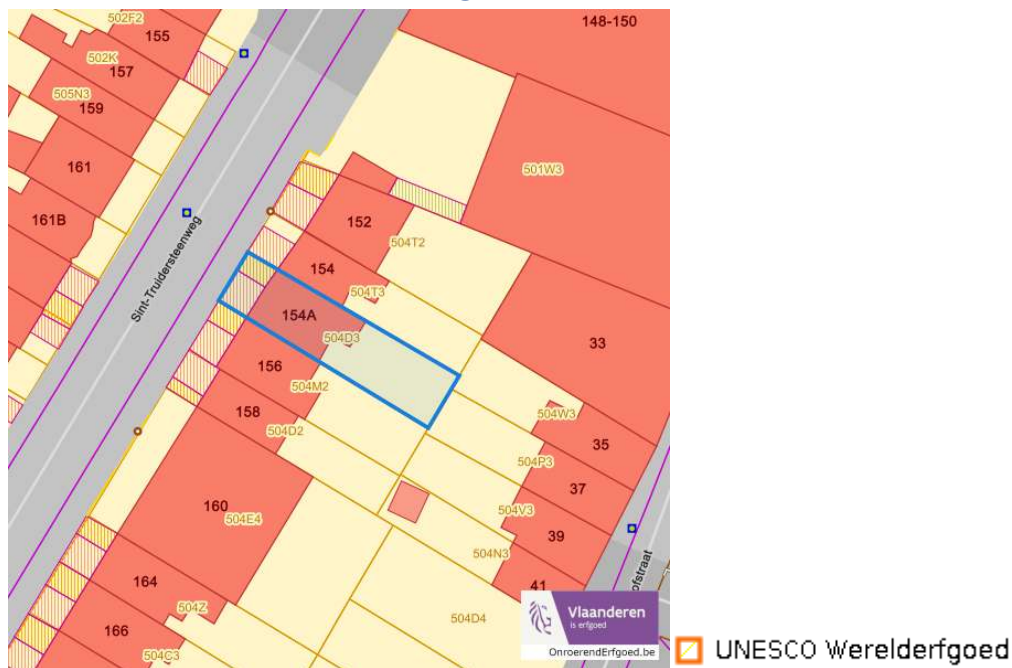 502F2
155
148-150
502K
157
505N3
159
161
501W3
161B
152
504T2
Sint-Truidersteenweg
154
504T3
154A
504D3
33
156
504M2
158
504D2
504W3
35
504P3
37
504V3
160
504E4
39
504N3
41
164
504Z
504D4
166
504C3
ofstraat
Vlaanderen
is erfgoed
OnroerendErfgoed.be
UNESCO Werelderfgoed